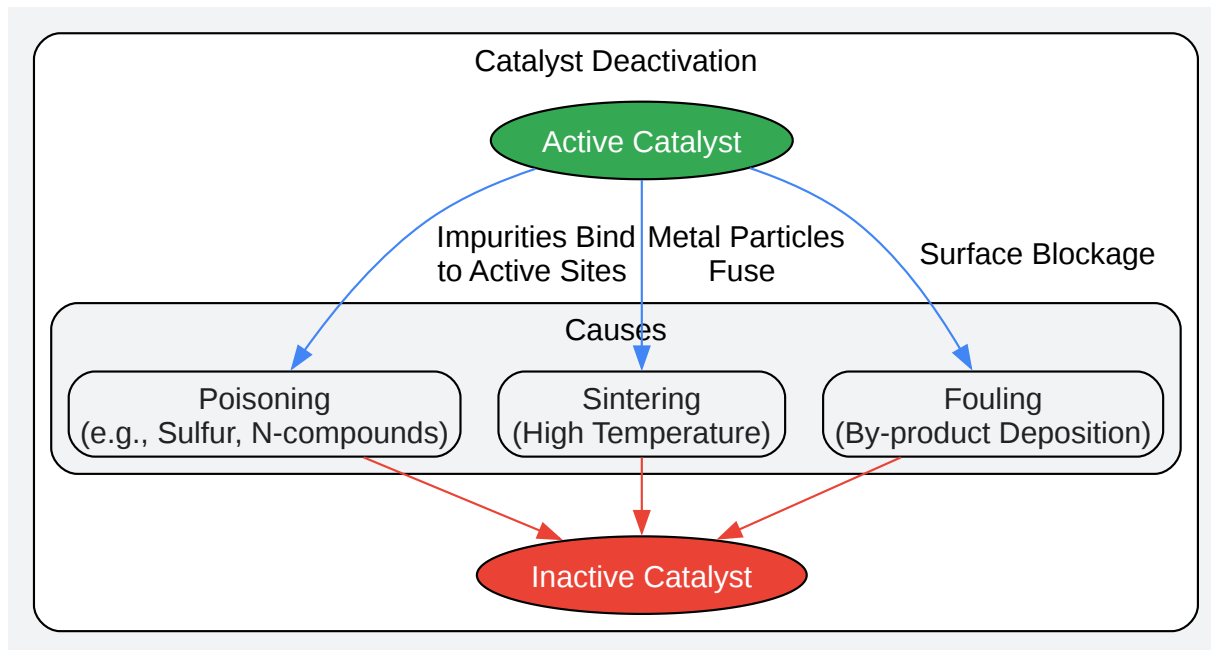 Catalyst Deactivation
Active Catalyst
Impurities Bind
to Active Sites
Metal Particles
Fuse
Surface Blockage
Causes
Poisoning
(e.g., Sulfur, N-compounds)
Sintering
(High Temperature)
Fouling
(By-product Deposition)
Inactive Catalyst